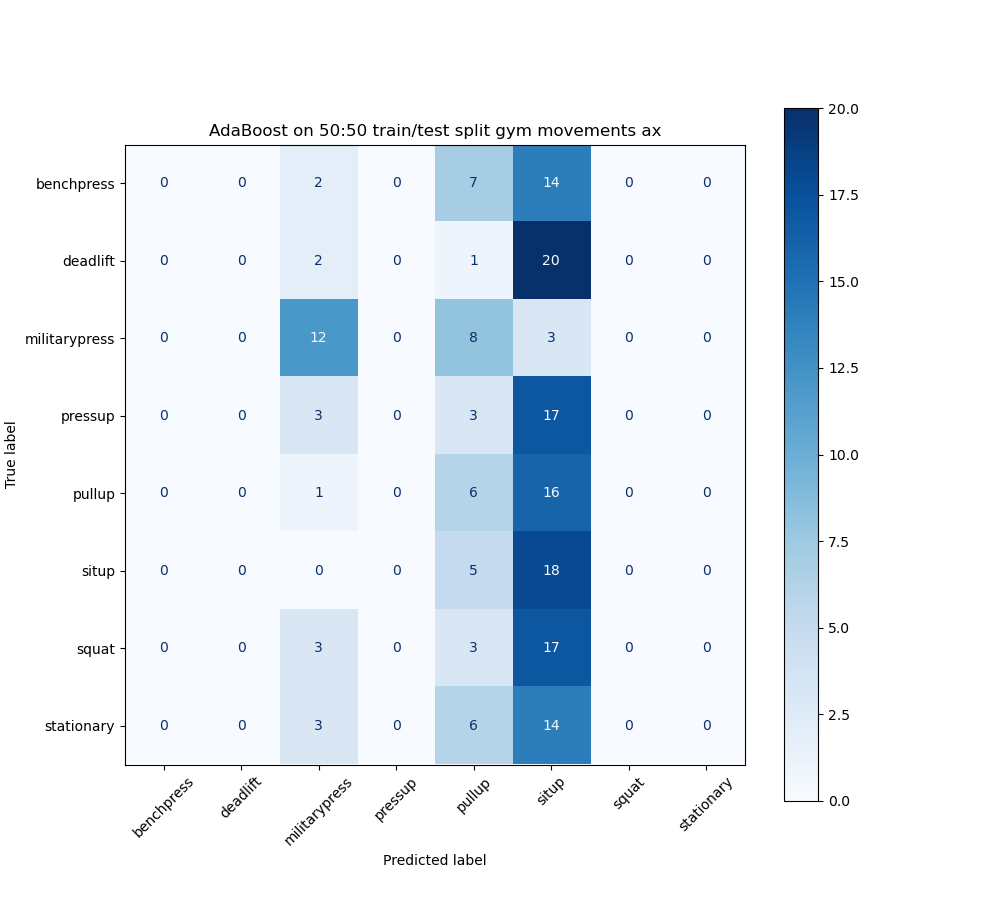 AdaBoost on 50:50 train/test split gym movements ax
True label
benchpress 0 0 2 0 7 14 0 0
deadlift 0 0 2 0 1 20 0 0
militarypress 0 0 12 0 8 3 0 0
pressup 0 0 3 0 3 17 0 0
pullup 0 0 1 0 6 16 0 0
situp 0 0 0 0 5 18 0 0
squat 0 0 3 0 3 17 0 0
stationary 0 0 3 0 6 14 0 0
benchpress deadlift militarypress pressup pullup situp squat stationary
Predicted label
20.0
17.5
15.0
12.5
10.0
7.5
5.0
2.5
0.0